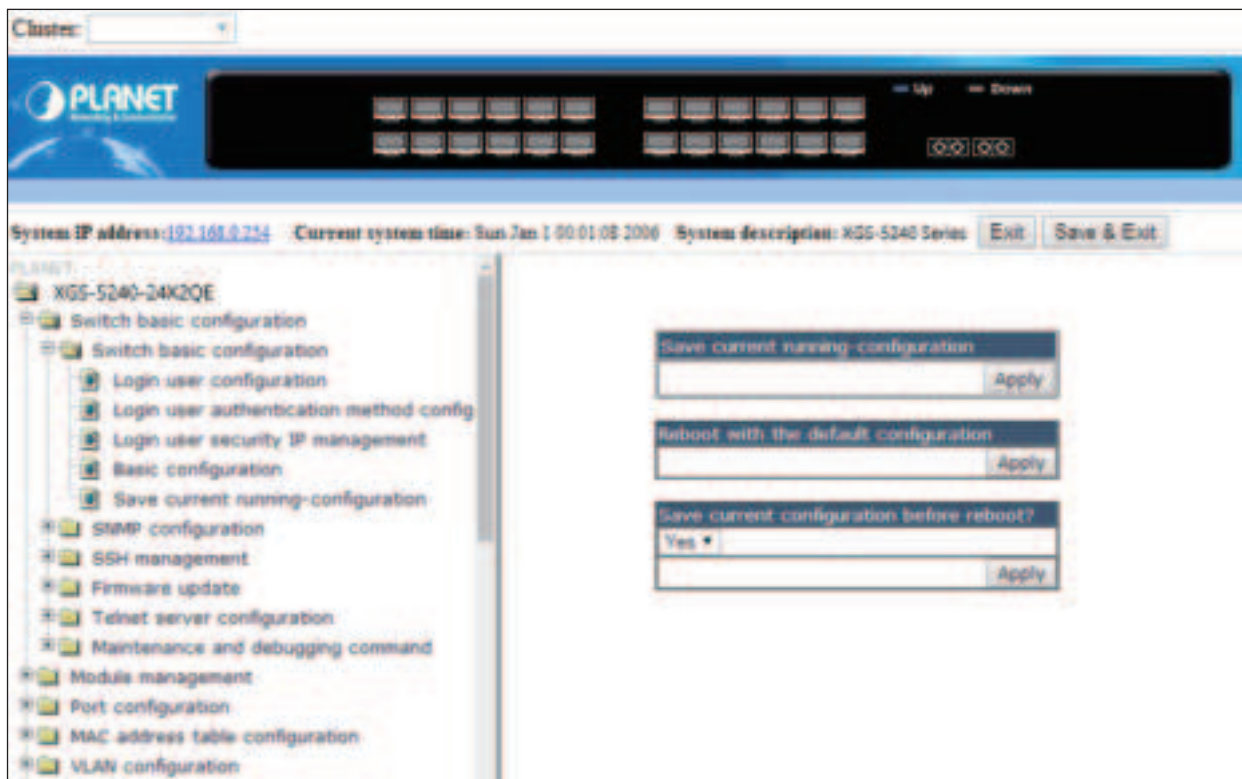 Cluster:
PLANET
Networking & Communication
Up Down
System IP address:192.168.0.254 Current system time: Sun Jan 1 00:01:08 2006 System description: XGS-5240 Series Exit Save & Exit
PLANET
XGS-5240-24X2QE
Switch basic configuration
Switch basic configuration
Login user configuration
Login user authentication method config
Login user security IP management
Basic configuration
Save current running-configuration
SNMP configuration
SSH management
Firmware update
Telnet server configuration
Maintenance and debugging command
Module management
Port configuration
MAC address table configuration
VLAN configuration
Save current running-configuration
Apply
Reboot with the default configuration
Apply
Save current configuration before reboot?
Yes
Apply